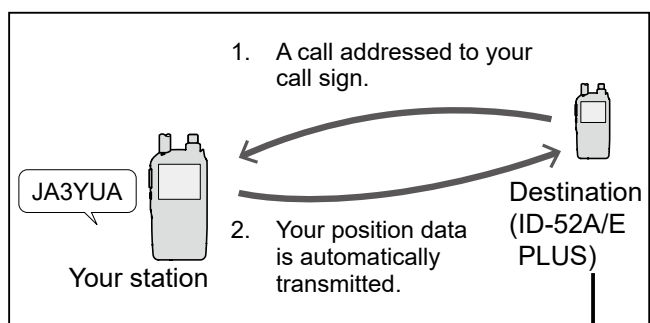 1. A call addressed to your
call sign.
JA3YUA
Your station
2. Your position data
is automatically
transmitted.
Destination
(ID-52A/E
PLUS)